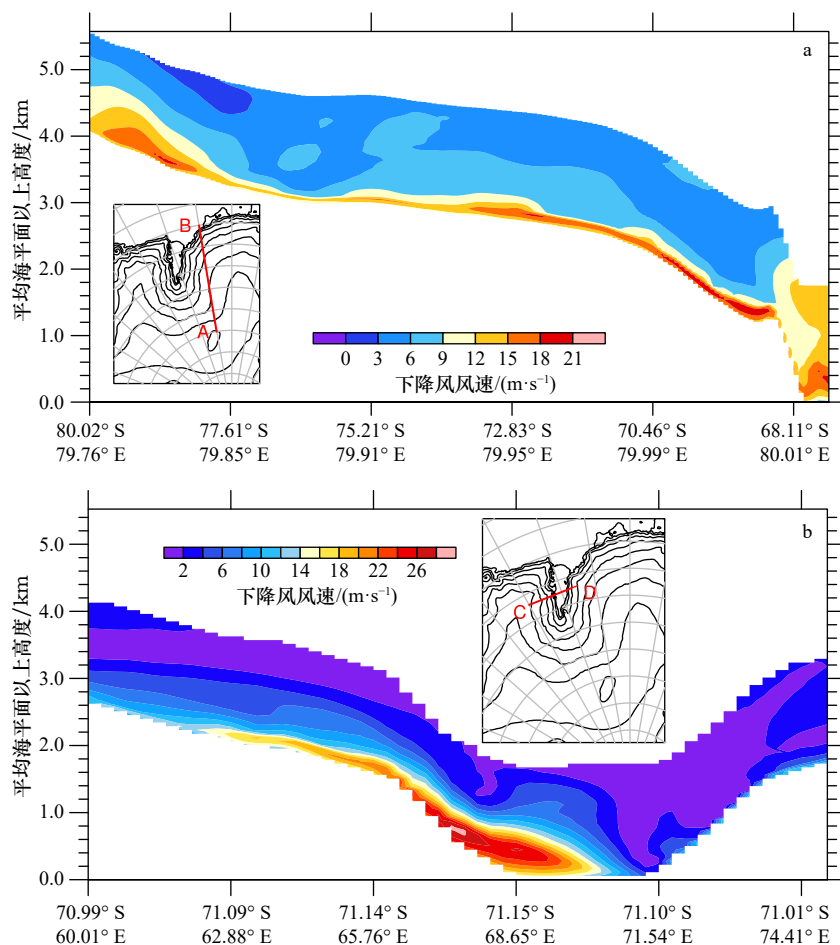 a
5.0
4.0
3.0
2.0
1.0
0.0
平均海平面以上高度/km
B
A
0 3 6 9 12 15 18 21
下降风风速/(m·s⁻¹)
80.02° S 77.61° S 75.21° S 72.83° S 70.46° S 68.11° S
79.76° E 79.85° E 79.91° E 79.95° E 79.99° E 80.01° E
b
5.0
4.0
3.0
2.0
1.0
0.0
平均海平面以上高度/km
2 6 10 14 18 22 26
下降风风速/(m·s⁻¹)
C
D
70.99° S 71.09° S 71.14° S 71.15° S 71.10° S 71.01° S
60.01° E 62.88° E 65.76° E 68.65° E 71.54° E 74.41° E